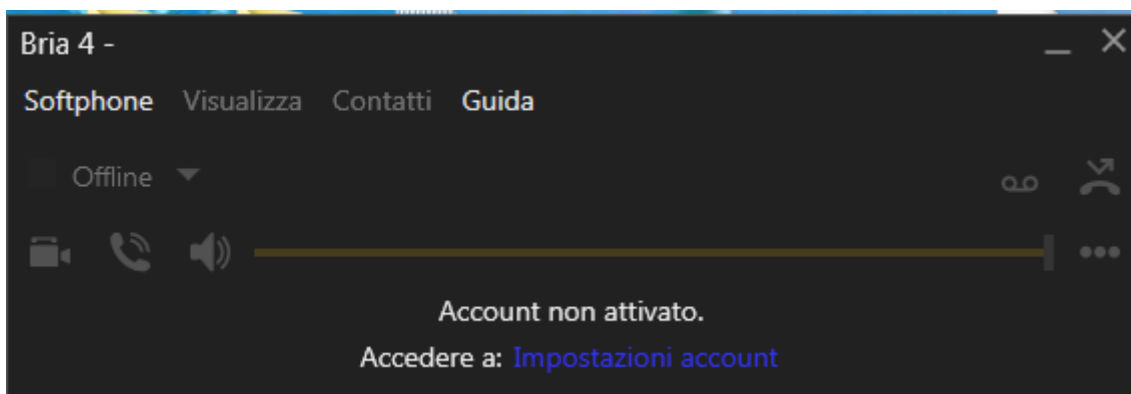 Bria 4 -
Softphone Visualizza Contatti Guida
Offline
Account non attivato.
Accedere a: Impostazioni account